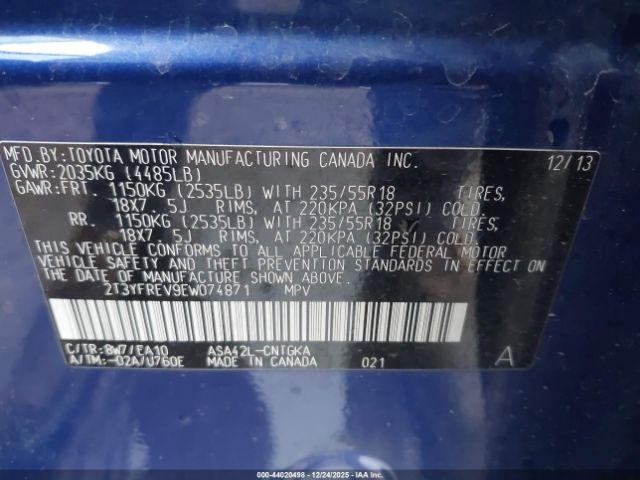 MFD. BY: TOYOTA MOTOR MANUFACTURING CANADA INC. 12/13
GVWR: 2035KG (4485LB)
GAWR: FRT. 1150KG (2535LB) WITH 235/55R18 TIRES,
18X7 5J RIMS, AT 220KPA (32PSI) COLD.
RR. 1150KG (2535LB) WITH 235/55R18 TIRES,
18X7 5J RIMS, AT 220KPA (32PSI) COLD.
THIS VEHICLE CONFORMS TO ALL APPLICABLE FEDERAL MOTOR
VEHICLE SAFETY AND THEFT PREVENTION STANDARDS IN EFFECT ON
THE DATE OF MANUFACTURE SHOWN ABOVE.
2T3YFREV9EW074871 MPV
C/TR: 8W7/EA10 ASA42L-CNTGKA
A/TM: -02A/U760E MADE IN CANADA 021 A
000-44020498 - 12/24/2025 - IAAI.COM